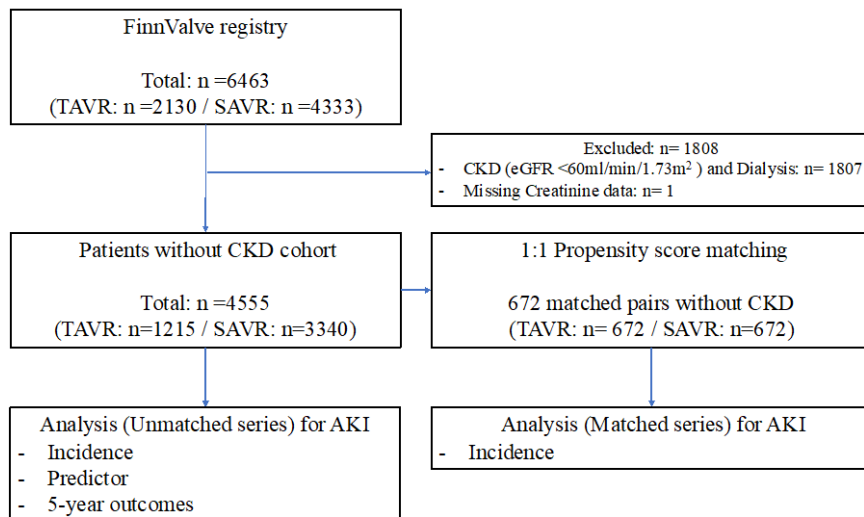 FinnValve registry
Total: n =6463
(TAVR: n =2130 / SAVR: n =4333)
Excluded: n= 1808
- CKD (eGFR <60ml/min/1.73m² ) and Dialysis: n= 1807
- Missing Creatinine data: n= 1
Patients without CKD cohort
Total: n =4555
(TAVR: n=1215 / SAVR: n=3340)
1:1 Propensity score matching
672 matched pairs without CKD
(TAVR: n= 672 / SAVR: n=672)
Analysis (Unmatched series) for AKI
- Incidence
- Predictor
- 5-year outcomes
Analysis (Matched series) for AKI
- Incidence